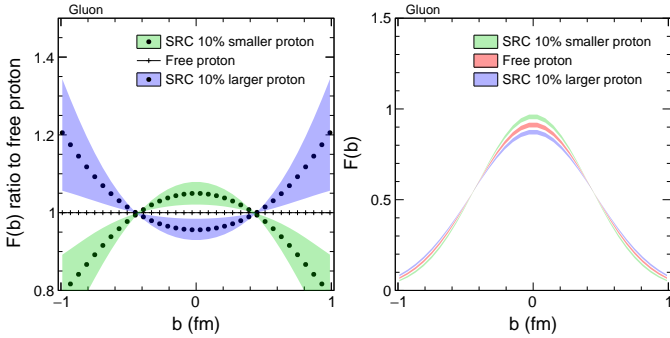 Gluon
SRC 10% smaller proton
Free proton
SRC 10% larger proton
F(b) ratio to free proton
1.4
1.2
1
0.8
−1
0
1
b (fm)
Gluon
SRC 10% smaller proton
Free proton
SRC 10% larger proton
F(b)
1.5
1
0.5
0
−1
0
1
b (fm)